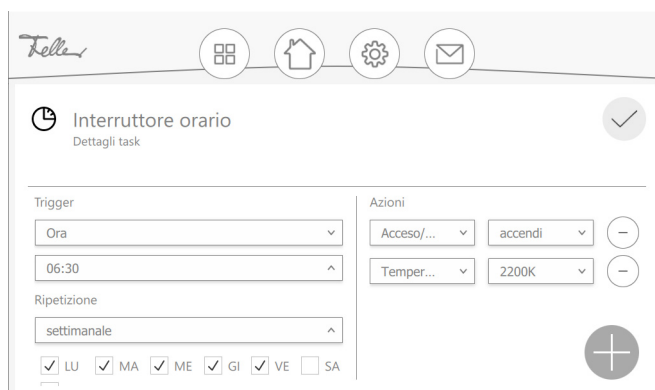 Feller
Interruttore orario
Dettagli task
Trigger
Ora
06:30
Ripetizione
settimanale
LU MA ME GI VE SA
Azioni
Acceso/... accendi
Temper... 2200K